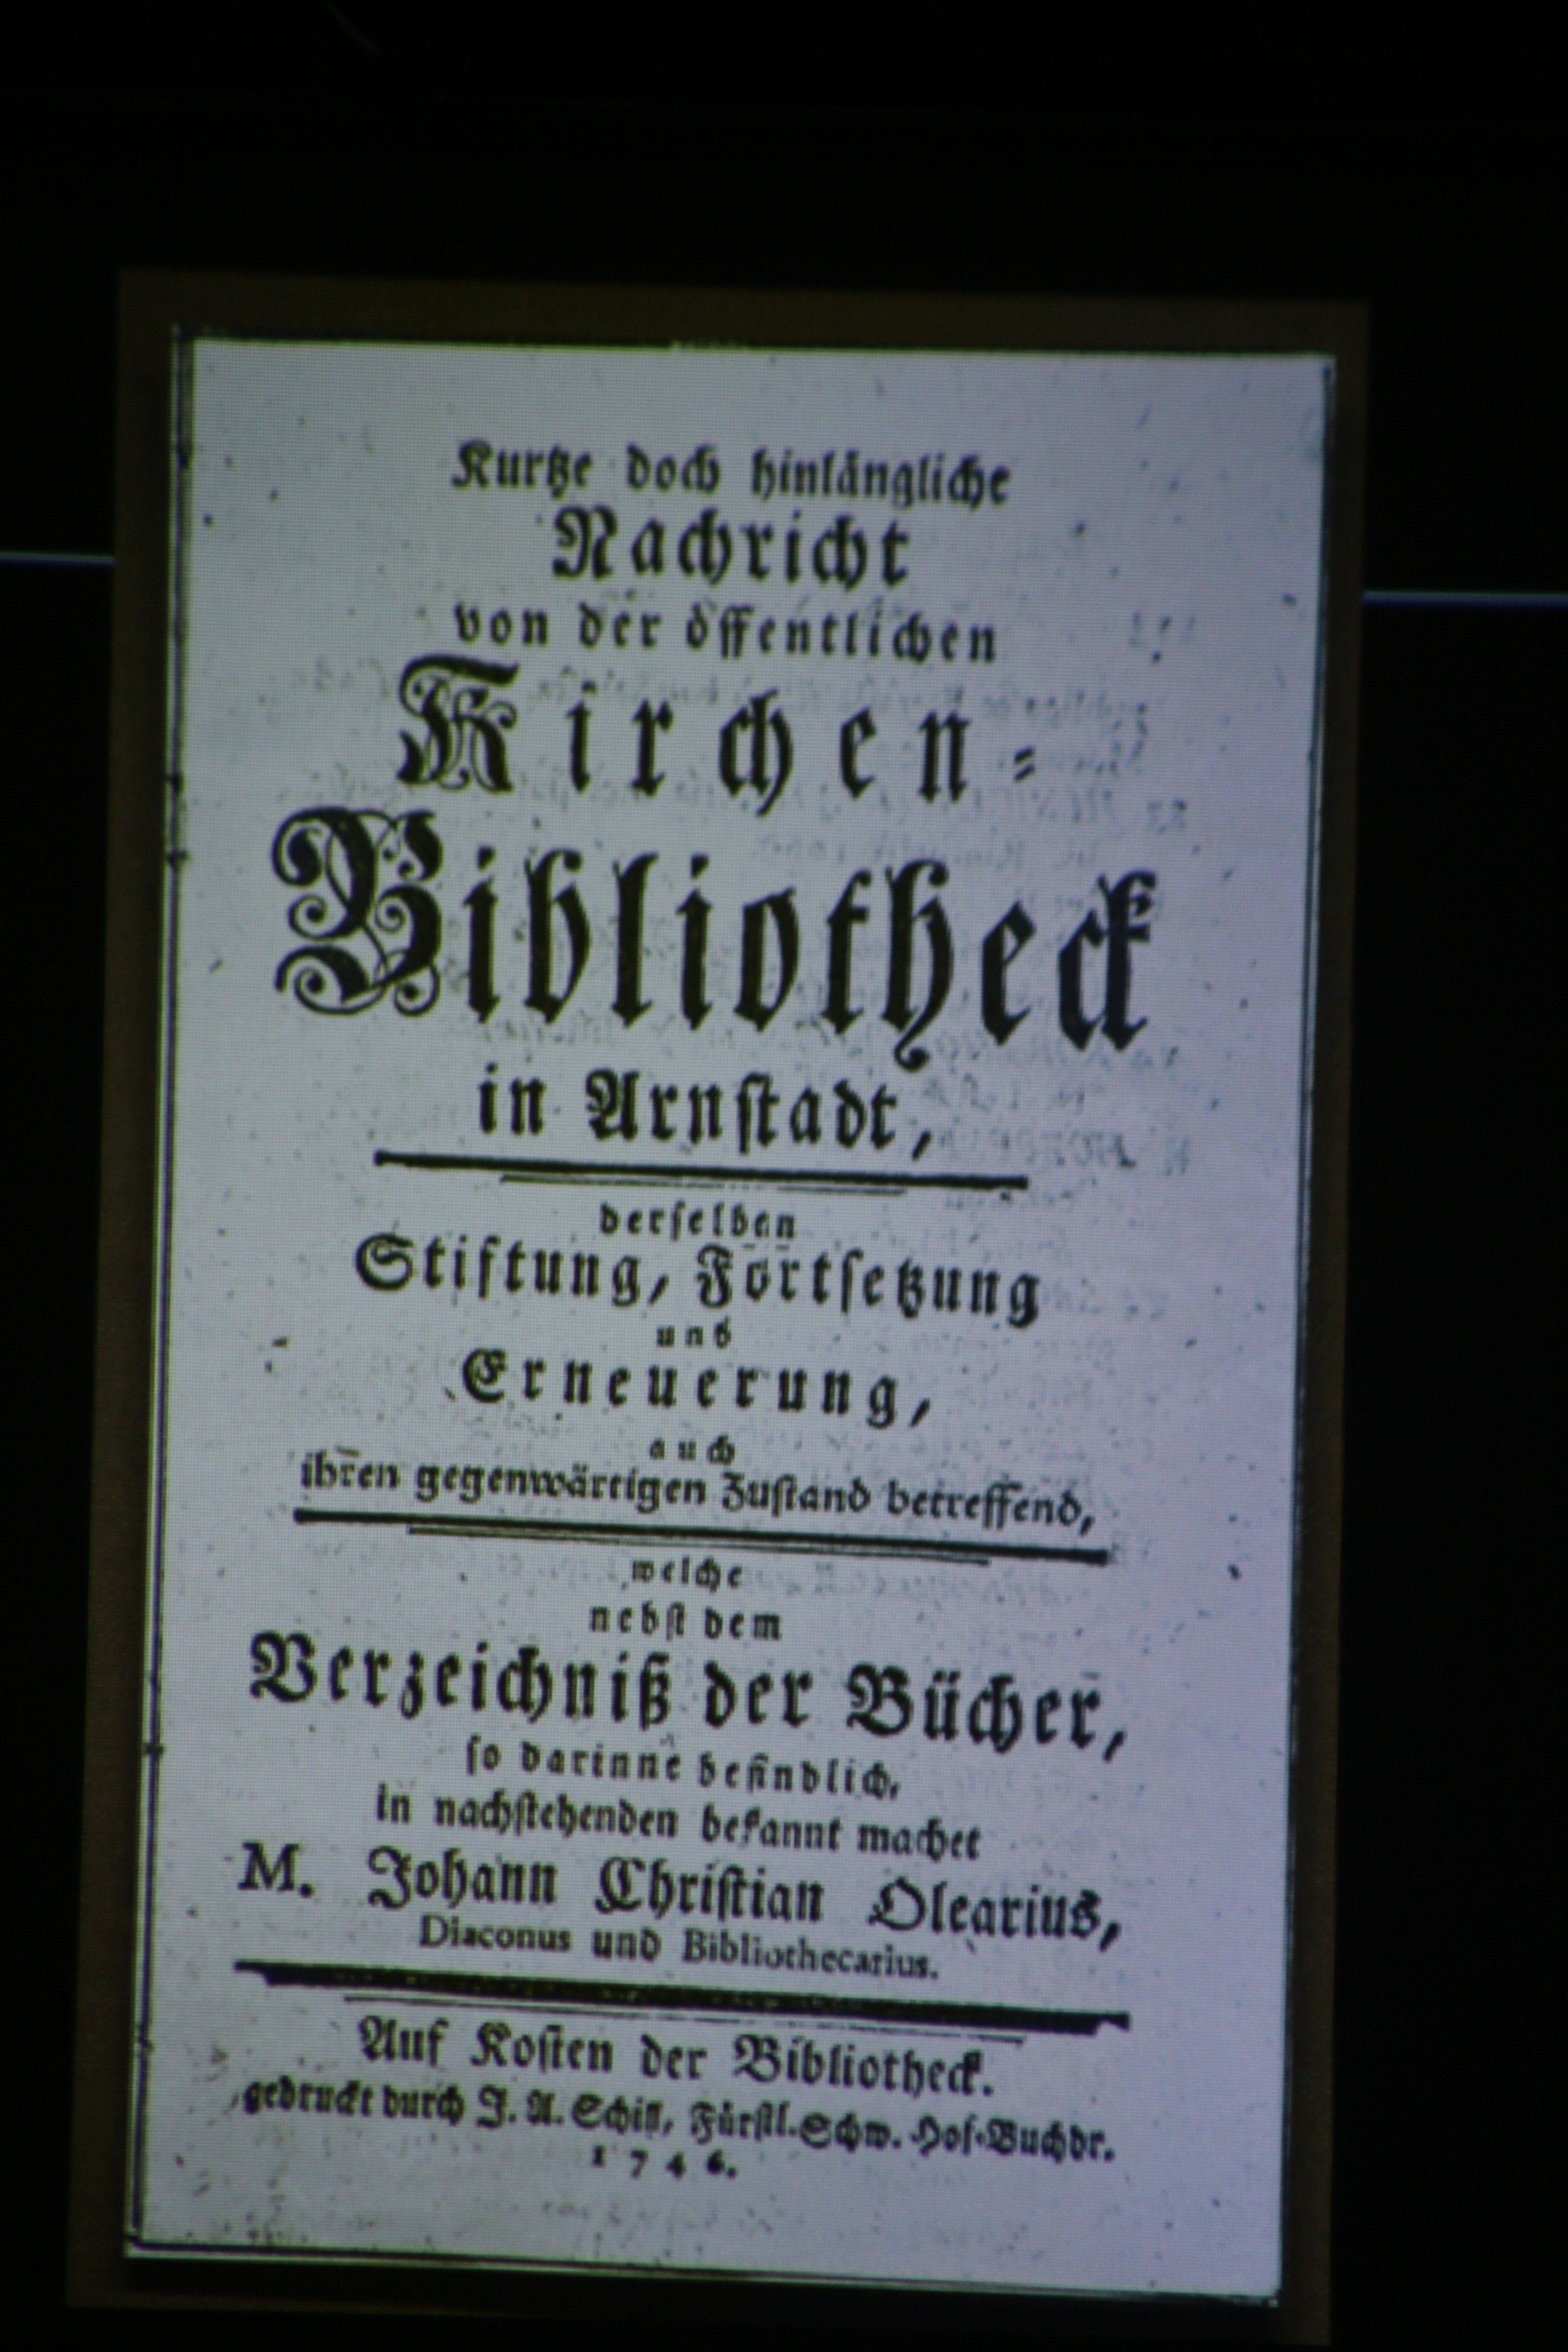 Kurtze doch hinlängliche
Nachricht
von der öffentlichen
Kirchen-
Bibliotheck
in Arnstadt,
derselben
Stiftung, Fortsetzung
und
Erneuerung,
auch
ihren gegenwärtigen Zustand betreffend,
welche
nebst dem
Verzeichniß der Bücher,
so darinne befindlich,
in nachstehenden bekannt machet
M. Johann Christian Olearius,
Diaconus und Bibliothecarius.
Auf Kosten der Bibliotheck.
gedruckt durch J. A. Schill, Fürstl. Schw. Hof-Buchdr.
1746.